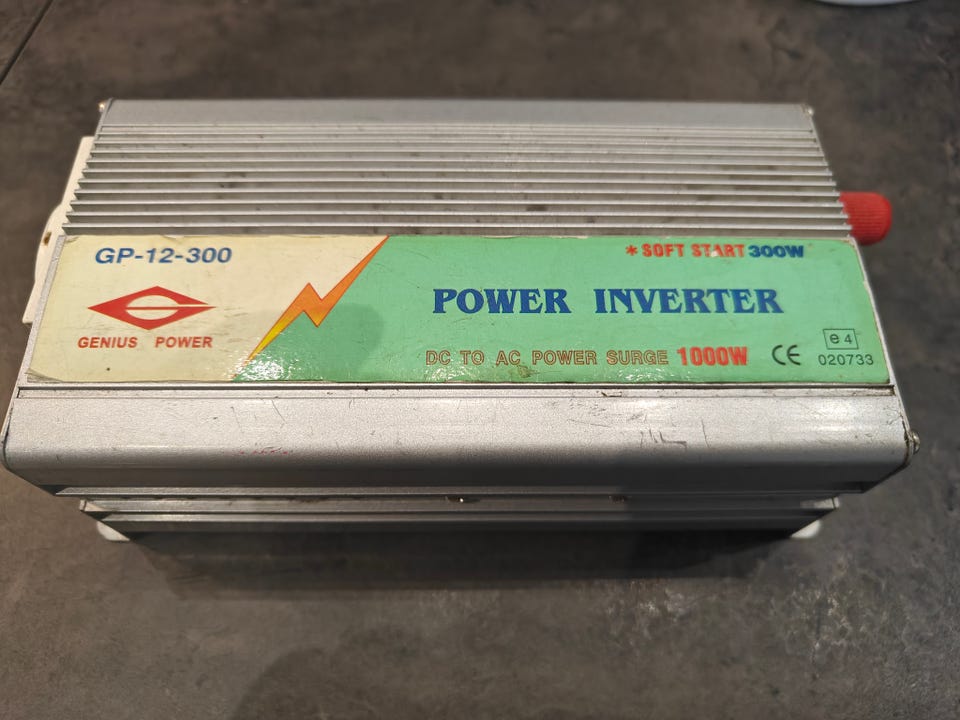 GP-12-300
* SOFT START 300W
POWER INVERTER
GENIUS POWER
DC TO AC POWER SURGE 1000W CE
e4
020733